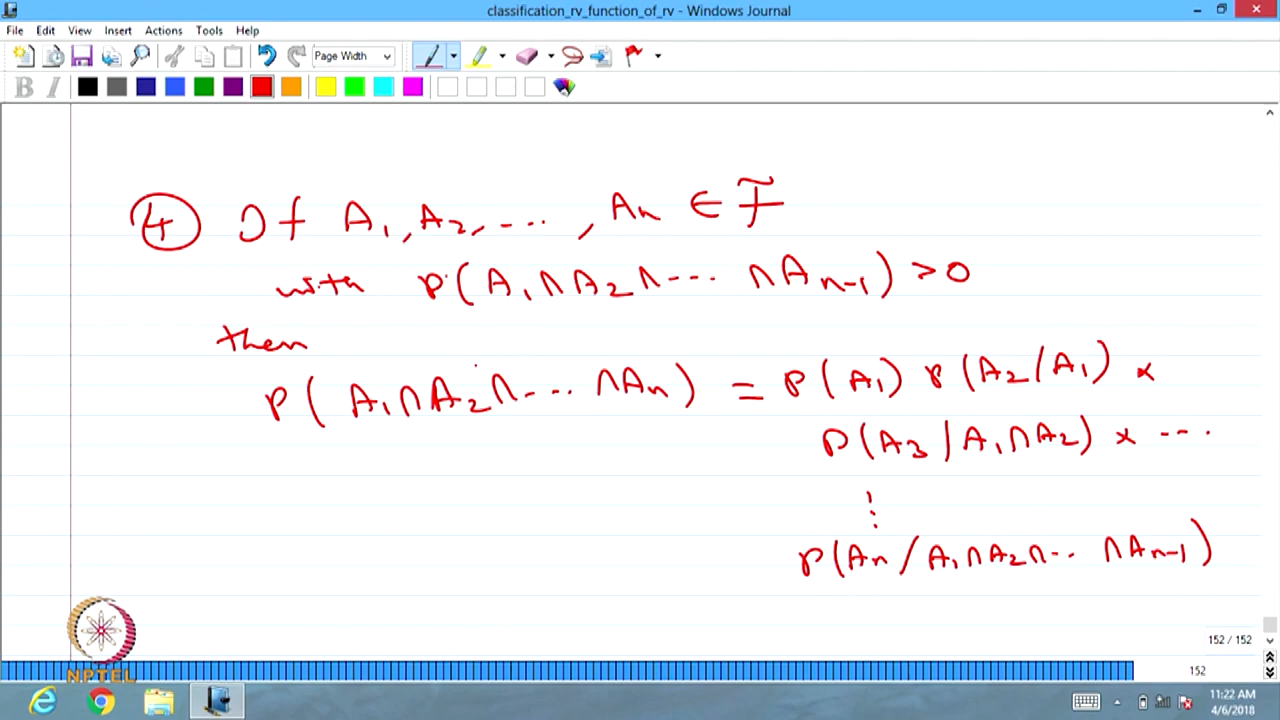 classification_rv_function_of_rv - Windows Journal
File Edit View Insert Actions Tools Help
Page Width
B I
④ If A₁, A₂, ..., Aₙ ∈ F̃
with P(A₁∩A₂∩... ∩Aₙ₋₁) > 0
then
P(A₁∩A₂∩... ∩Aₙ) = P(A₁) P(A₂/A₁) ×
P(A₃/A₁∩A₂) × ...
⋮
P(Aₙ/A₁∩A₂∩... ∩Aₙ₋₁)
152 / 152
152
NPTEL
11:22 AM
4/6/2018